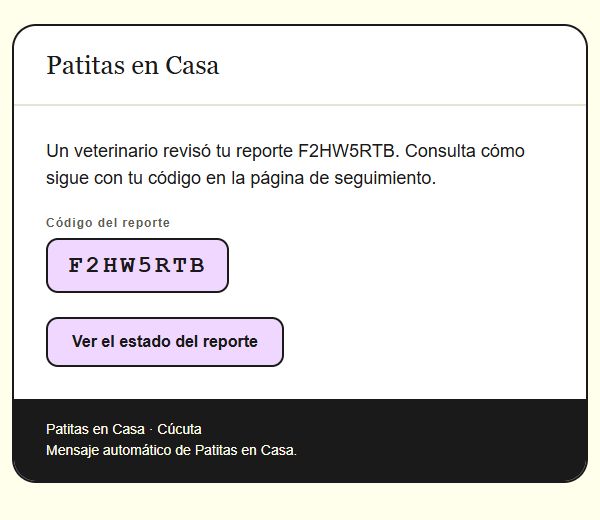 Patitas en Casa
Un veterinario revisó tu reporte F2HW5RTB. Consulta cómo
sigue con tu código en la página de seguimiento.
Código del reporte
F2HW5RTB
Ver el estado del reporte
Patitas en Casa · Cúcuta
Mensaje automático de Patitas en Casa.